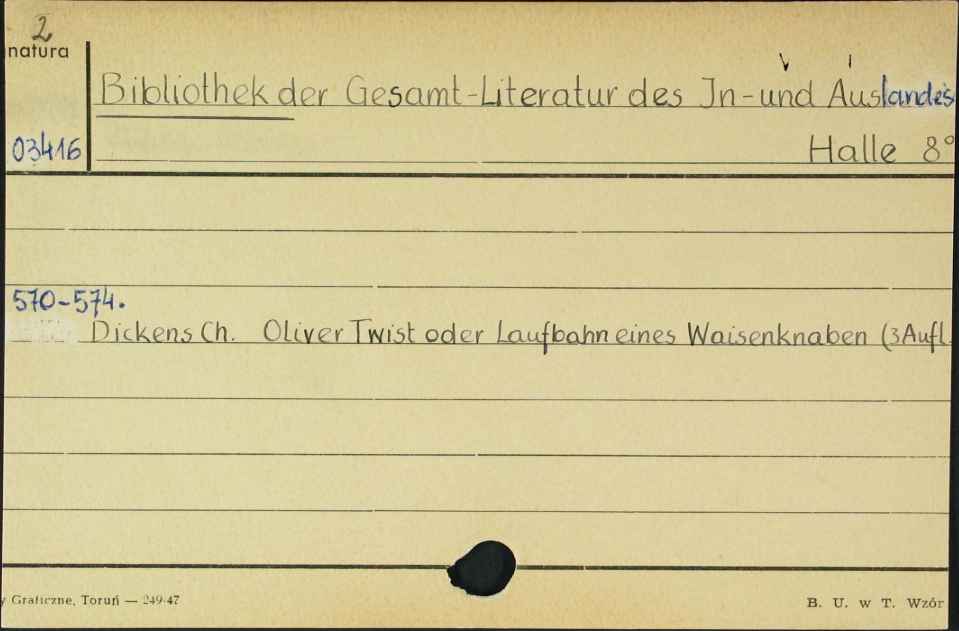 2
natura
Bibliothek der Gesamt-Literatur des In- und Auslandes
03416
Halle 8°
570-574.
Dickens Ch. Oliver Twist oder Laufbahn eines Waisenknaben (3 Aufl.
y Graficzne, Toruń — 249-47
B. U. w T. Wzór